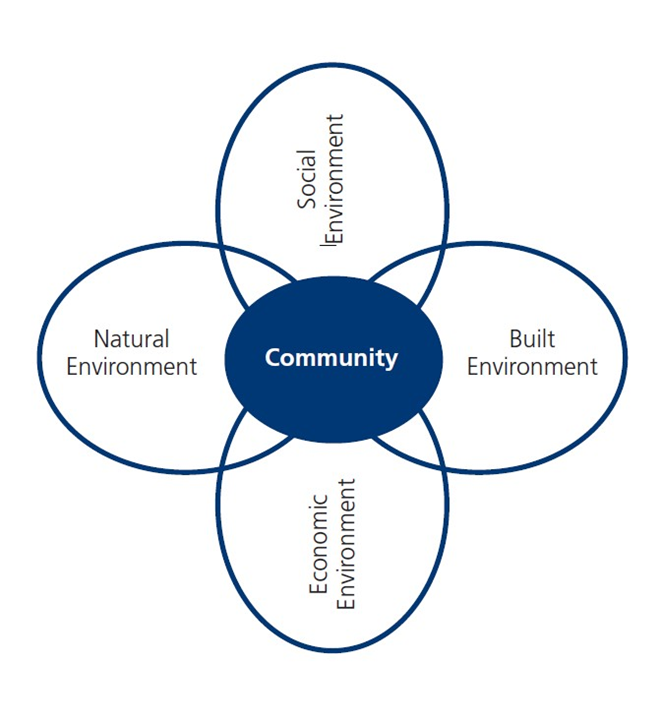 Social
Environment
Natural
Environment
Community
Built
Environment
Economic
Environment